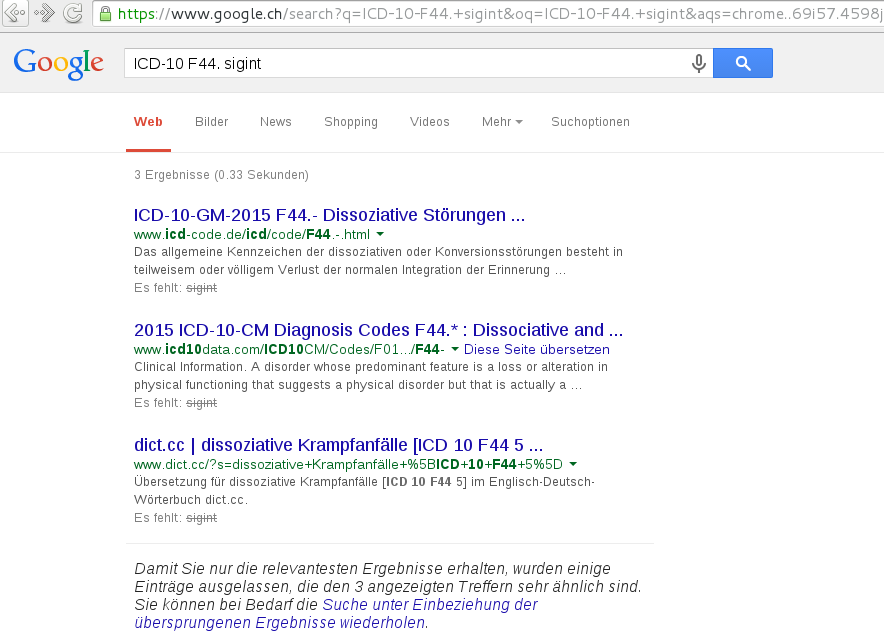 https://www.google.ch/search?q=ICD-10-F44.+sigint&oq=ICD-10-F44.+sigint&aqs=chrome..69i57.4598j
Google ICD-10 F44. sigint
Web Bilder News Shopping Videos Mehr Suchoptionen
3 Ergebnisse (0.33 Sekunden)
ICD-10-GM-2015 F44.- Dissoziative Störungen ...
www.icd-code.de/icd/code/F44.-.html
Das allgemeine Kennzeichen der dissoziativen oder Konversionsstörungen besteht in
teilweisem oder völligem Verlust der normalen Integration der Erinnerung ...
Es fehlt: sigint
2015 ICD-10-CM Diagnosis Codes F44.* : Dissociative and ...
www.icd10data.com/ICD10CM/Codes/F01.../F44- Diese Seite übersetzen
Clinical Information. A disorder whose predominant feature is a loss or alteration in
physical functioning that suggests a physical disorder but that is actually a ...
Es fehlt: sigint
dict.cc | dissoziative Krampfanfälle [ICD 10 F44 5 ...
www.dict.cc/?s=dissoziative+Krampfanfälle+%5BICD+10+F44+5%5D
Übersetzung für dissoziative Krampfanfälle [ICD 10 F44 5] im Englisch-Deutsch-
Wörterbuch dict.cc.
Es fehlt: sigint
Damit Sie nur die relevantesten Ergebnisse erhalten, wurden einige
Einträge ausgelassen, die den 3 angezeigten Treffern sehr ähnlich sind.
Sie können bei Bedarf die Suche unter Einbeziehung der
übersprungenen Ergebnisse wiederholen.